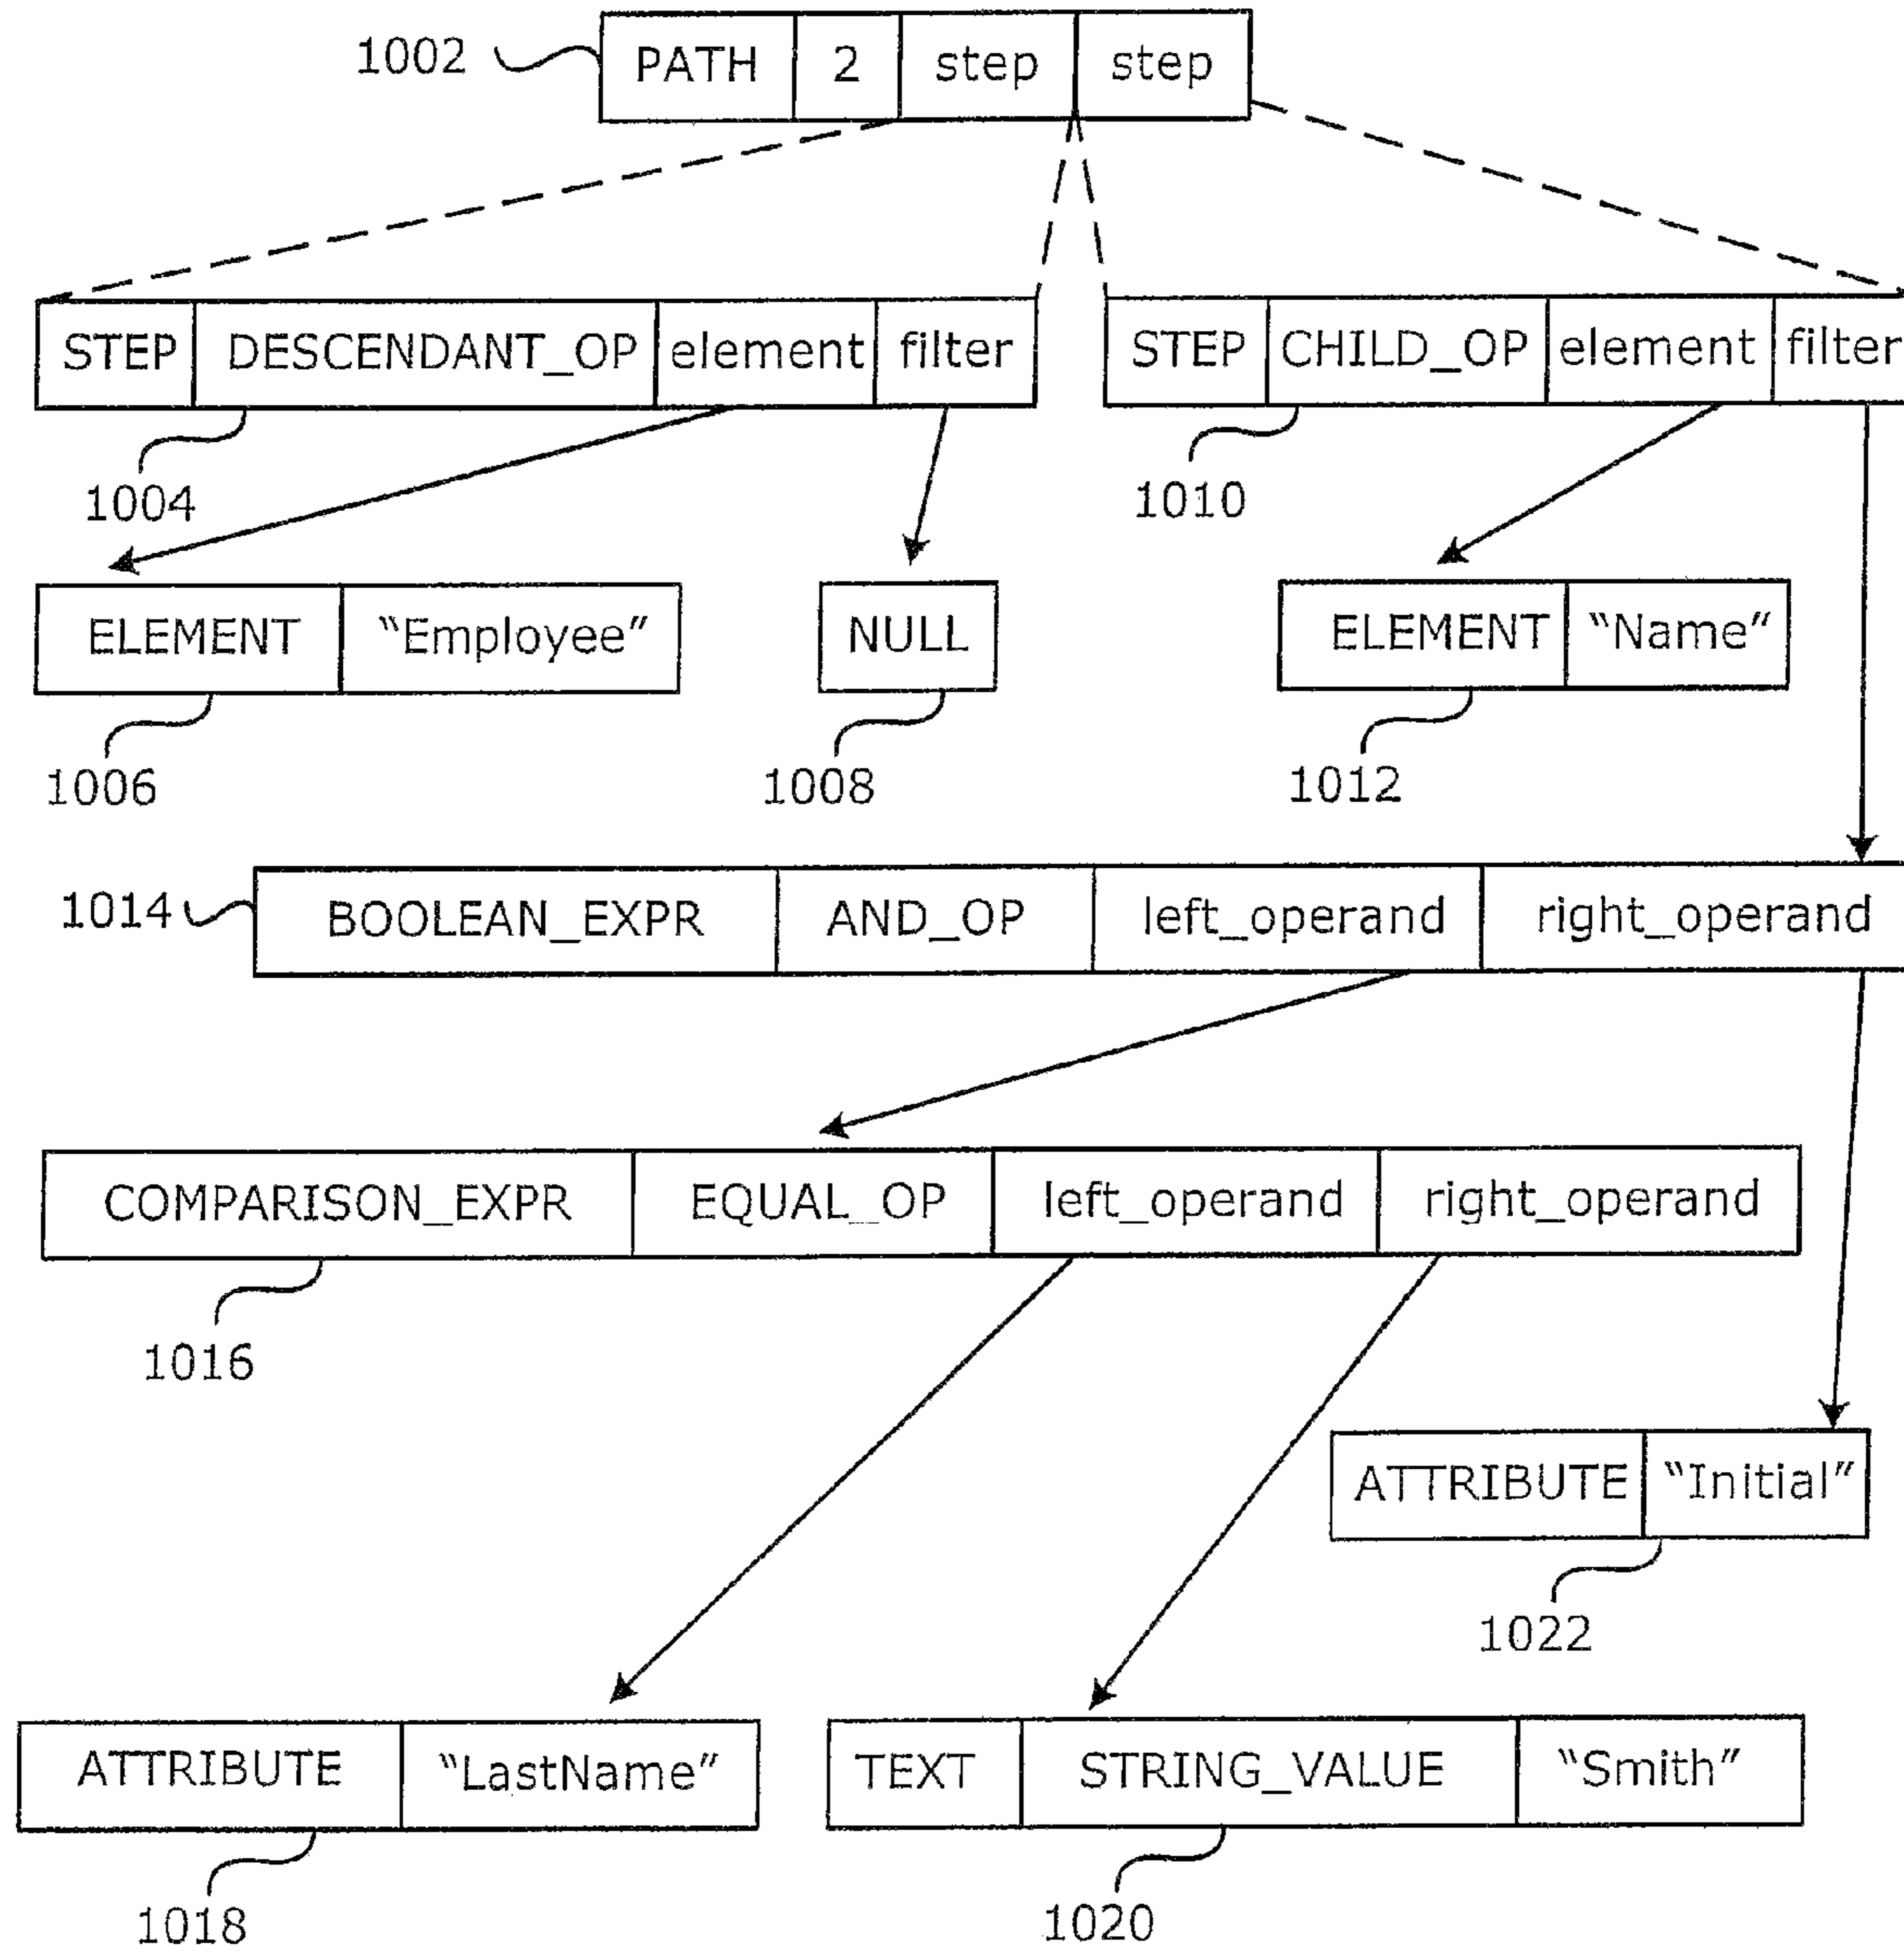 1002 PATH 2 step step
STEP DESCENDANT_OP element filter STEP CHILD_OP element filter
1004 1010
ELEMENT “Employee” NULL ELEMENT “Name”
1006 1008 1012
1014 BOOLEAN_EXPR AND_OP left_operand right_operand
COMPARISON_EXPR EQUAL_OP left_operand right_operand
1016
ATTRIBUTE “Initial”
1022
ATTRIBUTE “LastName” TEXT STRING_VALUE “Smith”
1018 1020